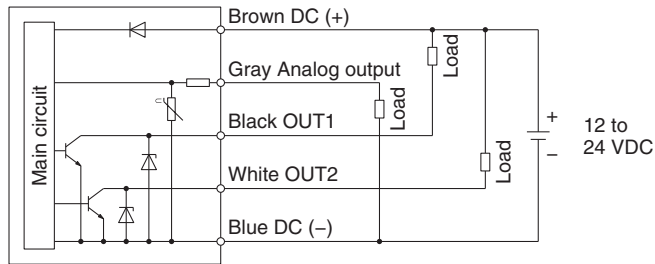 Brown DC (+)
Main circuit
Gray Analog output
Load
Load
Black OUT1
+
12 to
24 VDC
−
Load
White OUT2
Blue DC (−)